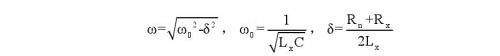 ω=√(ω₀²-δ²) , ω₀=1/√(LₓC) , δ=(Rₙ+Rₓ)/(2Lₓ)